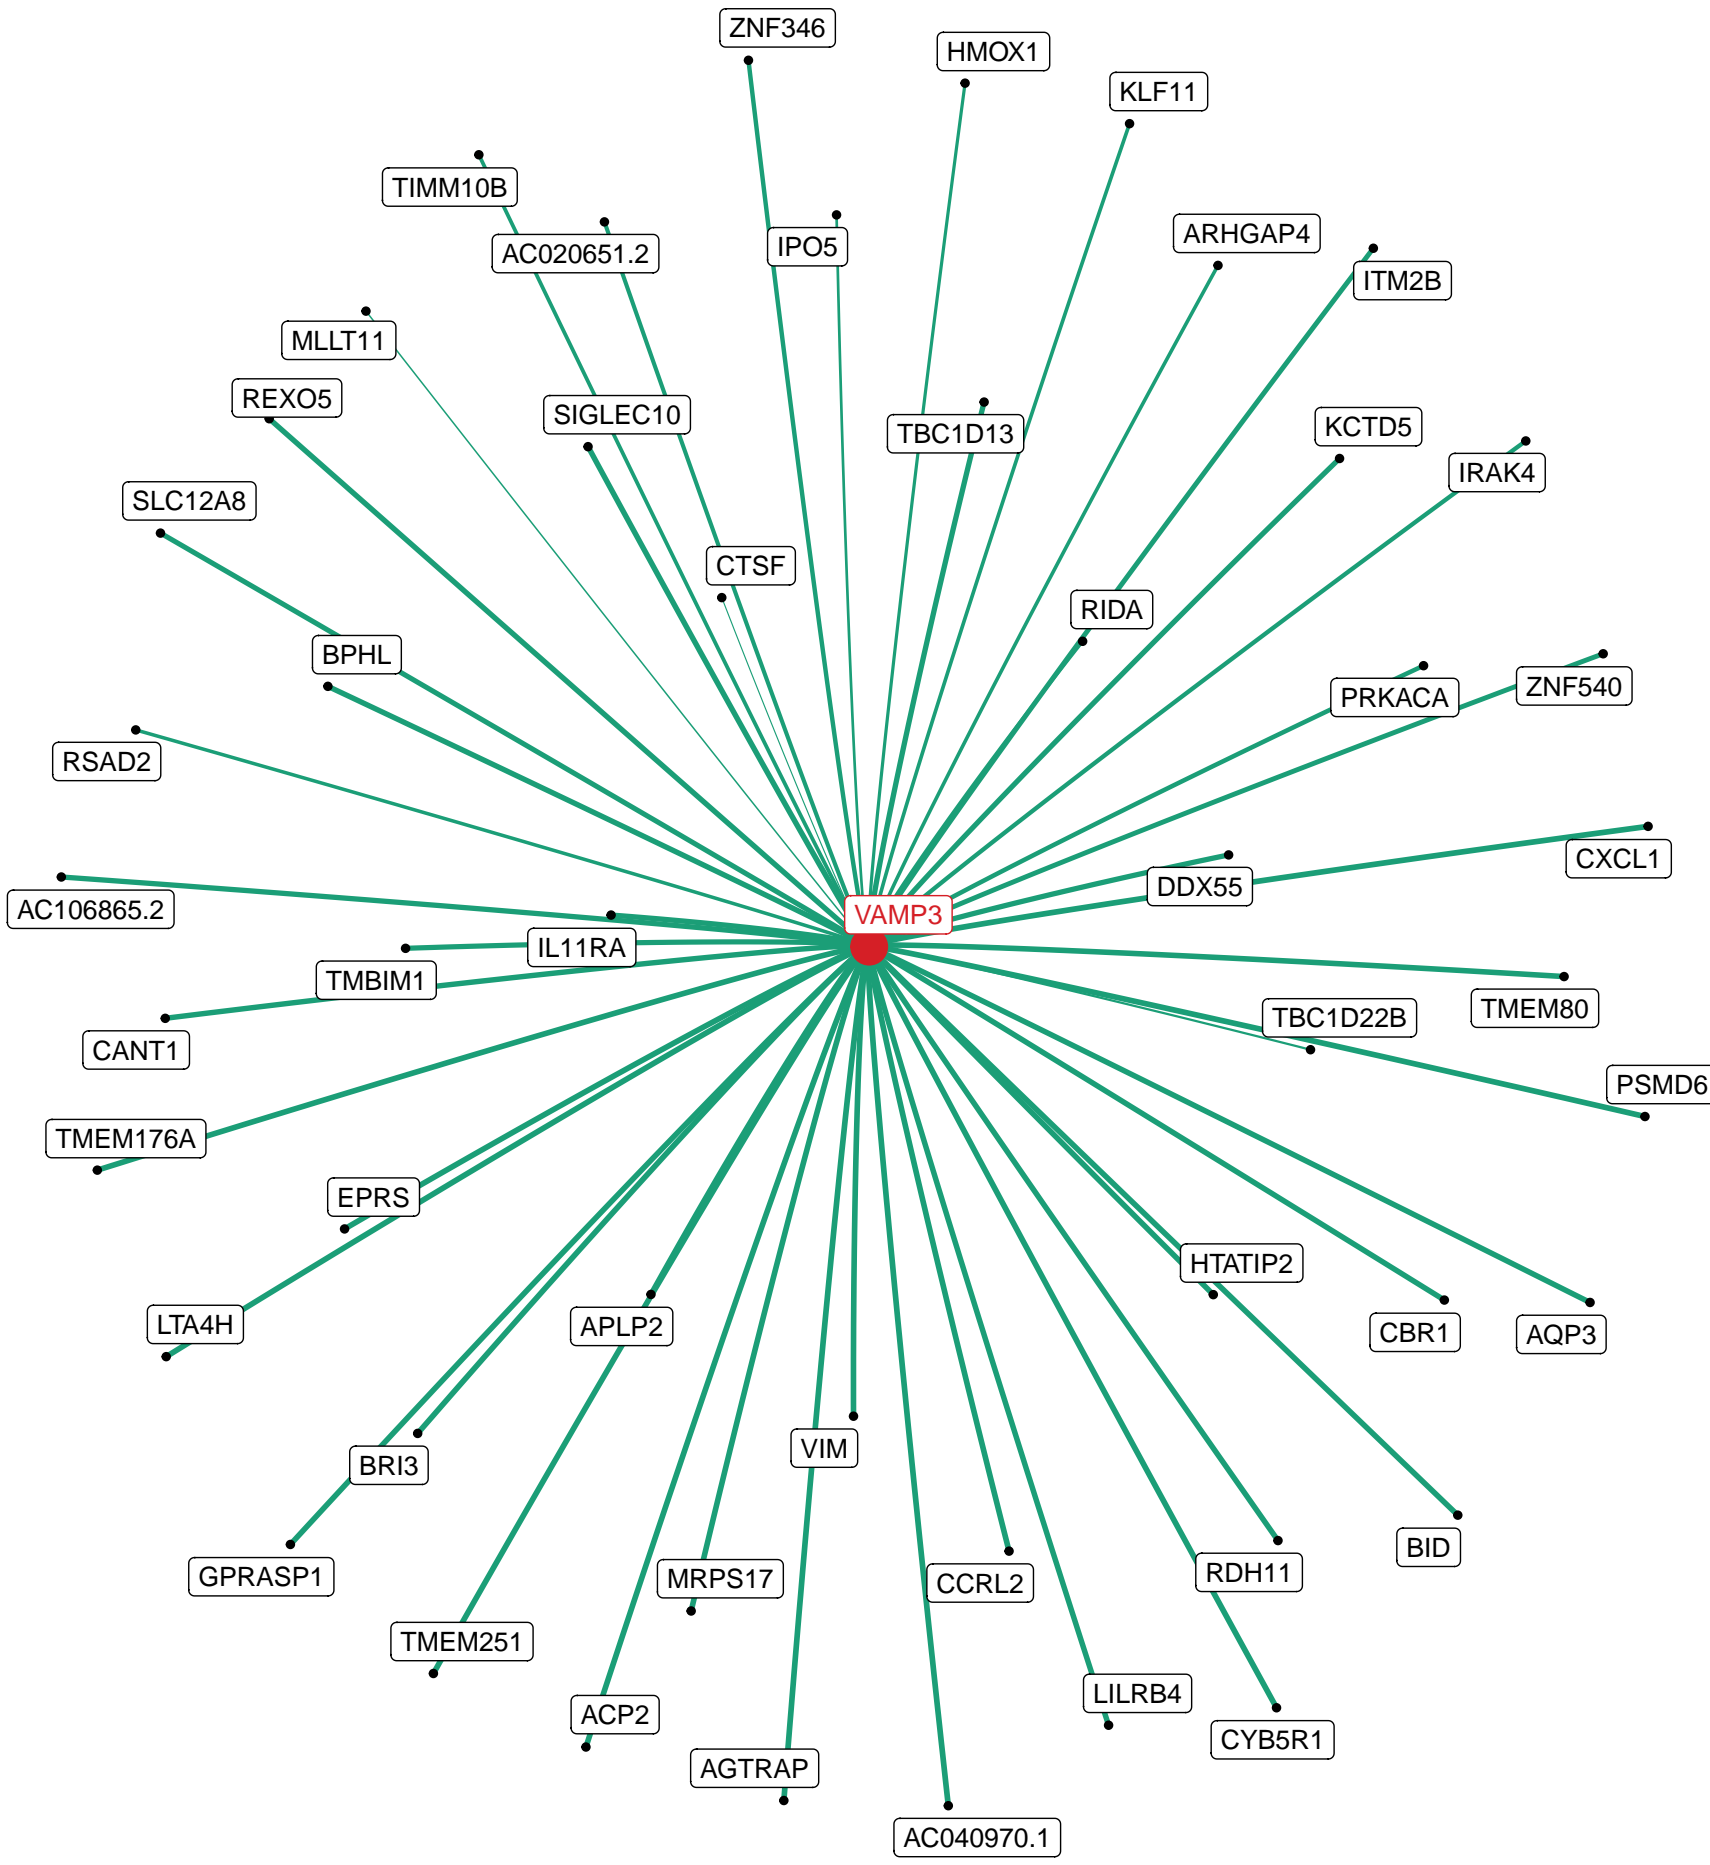 ZNF346
HMOX1
KLF11
TIMM10B
ARHGAP4
IPO5
AC020651.2
ITM2B
MLLT11
REXO5
SIGLEC10
KCTD5
TBC1D13
IRAK4
SLC12A8
CTSF
RIDA
BPHL
ZNF540
PRKACA
RSAD2
CXCL1
DDX55
AC106865.2
VAMP3
IL11RA
TMBIM1
TMEM80
TBC1D22B
CANT1
PSMD6
TMEM176A
EPRS
HTATIP2
LTA4H
APLP2
CBR1
AQP3
VIM
BRI3
BID
RDH11
GPRASP1
MRPS17
CCRL2
TMEM251
LILRB4
ACP2
CYB5R1
AGTRAP
AC040970.1